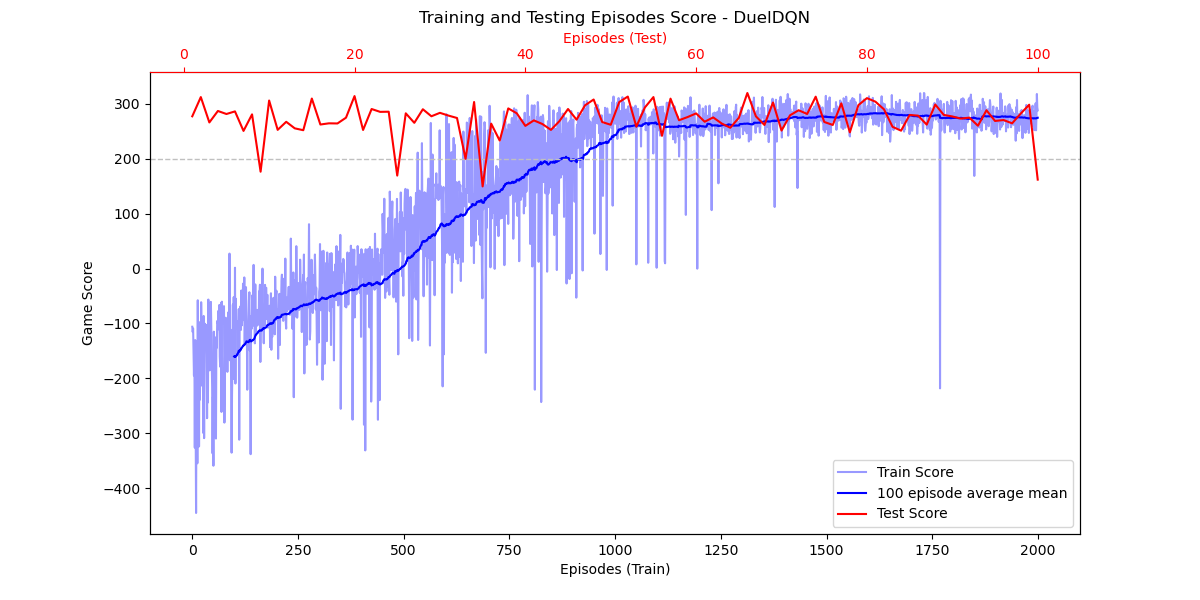 Training and Testing Episodes Score - DuelDQN
Episodes (Test)
0 20 40 60 80 100
300
200
100
0
−100
−200
−300
−400
Game Score
Train Score
100 episode average mean
Test Score
0 250 500 750 1000 1250 1500 1750 2000
Episodes (Train)